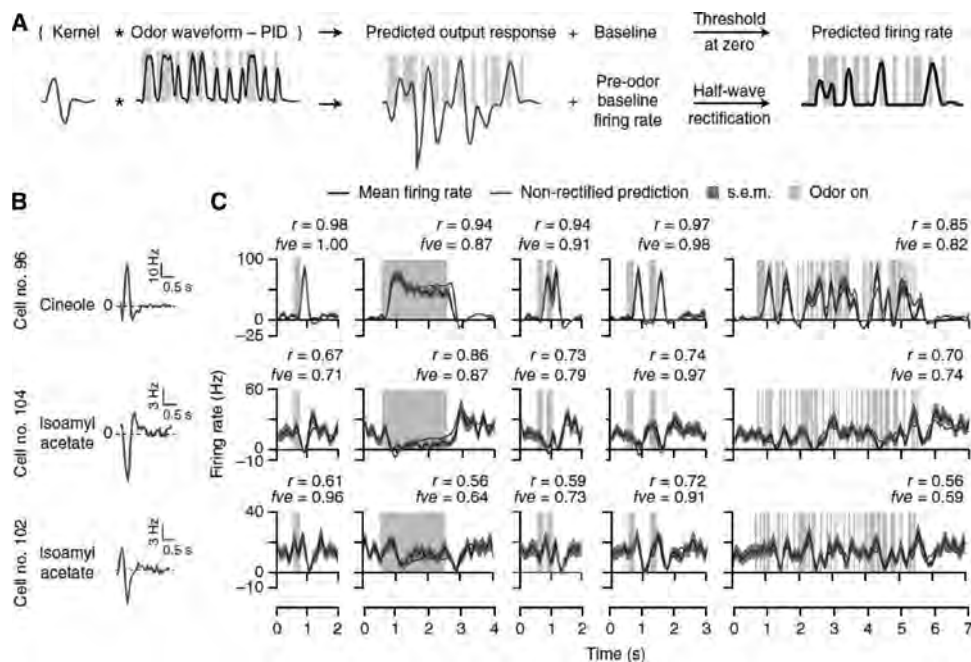 A { Kernel * Odor waveform – PID } Predicted output response + Baseline Threshold at zero Predicted firing rate
* + Pre-odor baseline firing rate Half-wave rectification
B C Mean firing rate Non-rectified prediction s.e.m. Odor on
r = 0.98 r = 0.94 r = 0.94 r = 0.97 r = 0.85
fve = 1.00 fve = 0.87 fve = 0.91 fve = 0.98 fve = 0.82
Cell no. 96
Cineole
0
10 Hz
0.5 s
100
50
0
−25
r = 0.67 r = 0.86 r = 0.73 r = 0.74 r = 0.70
fve = 0.71 fve = 0.87 fve = 0.79 fve = 0.97 fve = 0.74
Cell no. 104
Isoamyl
acetate
0
3 Hz
0.5 s
Firing rate (Hz)
60
0
−10
r = 0.61 r = 0.56 r = 0.59 r = 0.72 r = 0.56
fve = 0.96 fve = 0.64 fve = 0.73 fve = 0.91 fve = 0.59
Cell no. 102
Isoamyl
acetate
3 Hz
0.5 s
40
0
−10
0 1 2 0 1 2 3 4 0 1 2 0 1 2 3 0 1 2 3 4 5 6 7
Time (s)